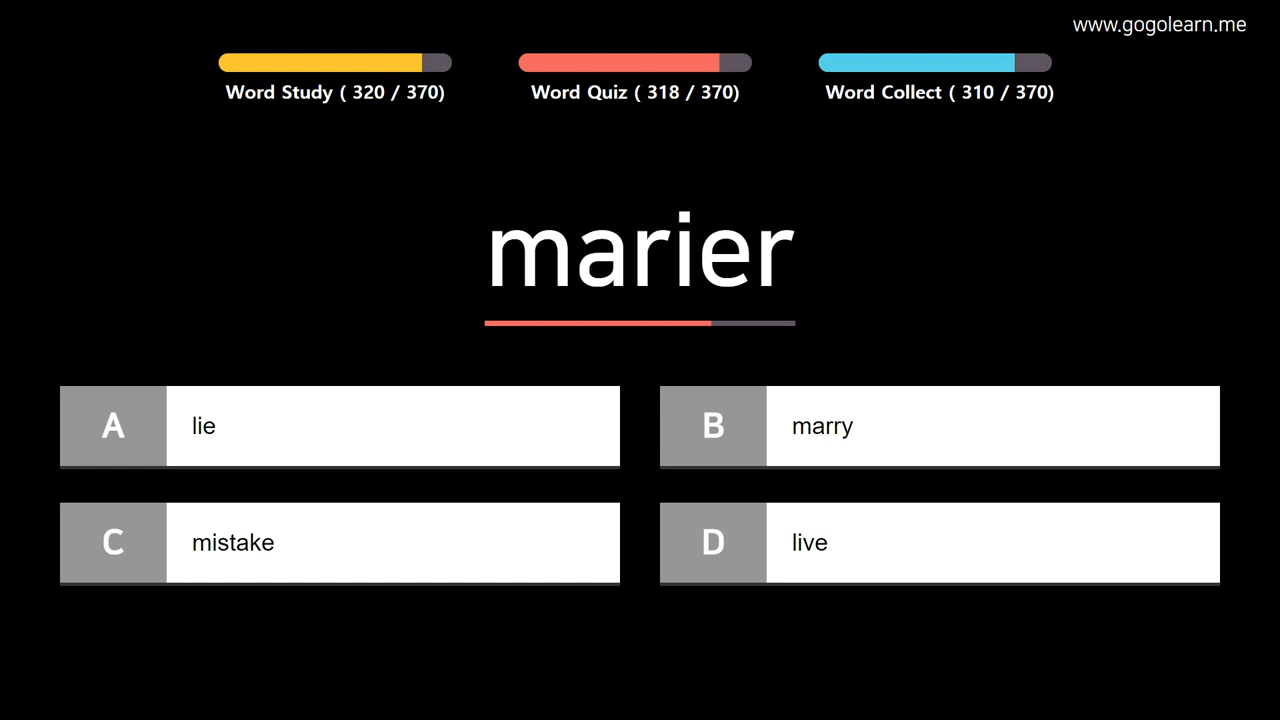 www.gogolearn.me
Word Study ( 320 / 370)
Word Quiz ( 318 / 370)
Word Collect ( 310 / 370)
marier
A lie
B marry
C mistake
D live